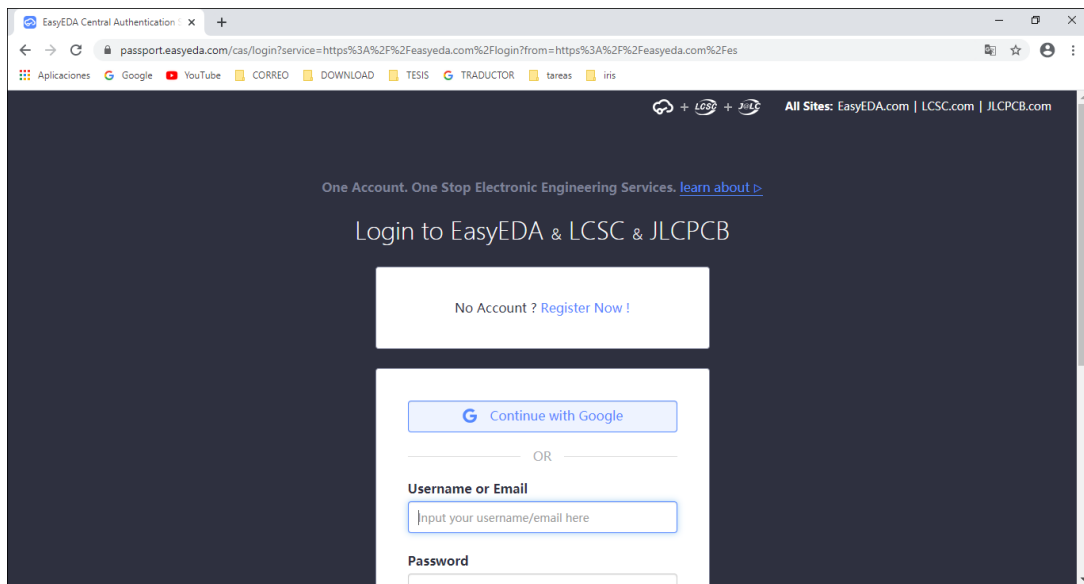 EasyEDA Central Authentication S
passport.easyeda.com/cas/login?service=https%3A%2F%2Feasyeda.com%2Flogin?from=https%3A%2F%2Feasyeda.com%2Fes
Aplicaciones Google YouTube CORREO DOWNLOAD TESIS TRADUCTOR tareas iris
+ LCSC + J@LC All Sites: EasyEDA.com | LCSC.com | JLCPCB.com
One Account. One Stop Electronic Engineering Services. learn about ▷
Login to EasyEDA & LCSC & JLCPCB
No Account ? Register Now !
G Continue with Google
OR
Username or Email
Input your username/email here
Password